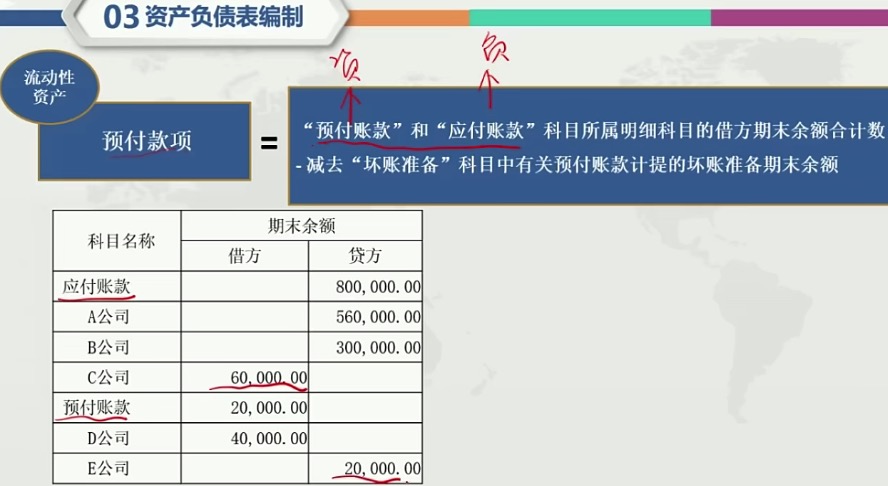 03 资产负债表编制
流动性
资产
资
负
预付款项
=
“预付账款”和“应付账款”科目所属明细科目的借方期末余额合计数
- 减去“坏账准备”科目中有关预付账款计提的坏账准备期末余额
科目名称 期末余额
借方 贷方
应付账款 800,000.00
A公司 560,000.00
B公司 300,000.00
C公司 60,000.00
预付账款 20,000.00
D公司 40,000.00
E公司 20,000.00